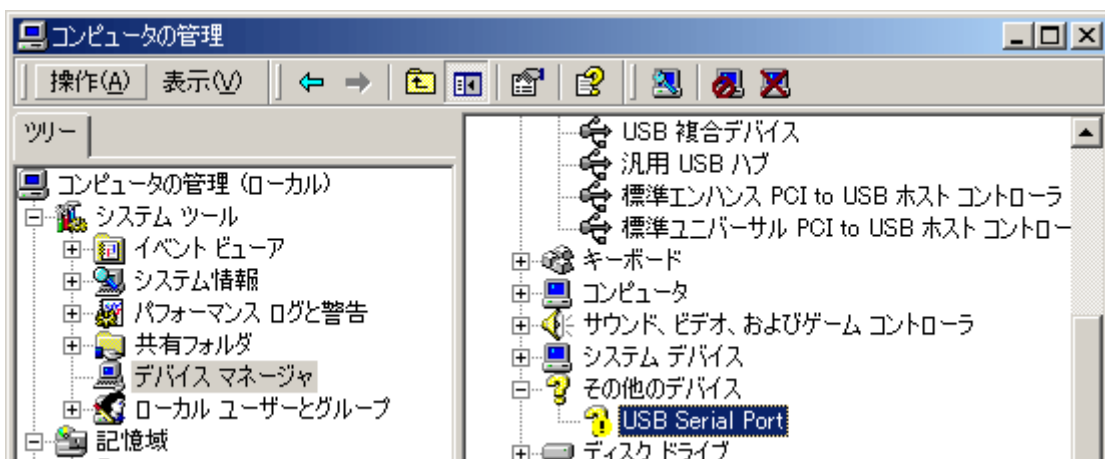 コンピュータの管理
操作(A) 表示(V)
ツリー
コンピュータの管理 (ローカル)
システム ツール
イベント ビューア
システム情報
パフォーマンス ログと警告
共有フォルダ
デバイス マネージャ
ローカル ユーザーとグループ
記憶域
USB 複合デバイス
汎用 USB ハブ
標準エンハンス PCI to USB ホスト コントローラ
標準ユニバーサル PCI to USB ホスト コントロー
キーボード
コンピュータ
サウンド、ビデオ、およびゲーム コントローラ
システム デバイス
その他のデバイス
USB Serial Port
ディスク ドライブ